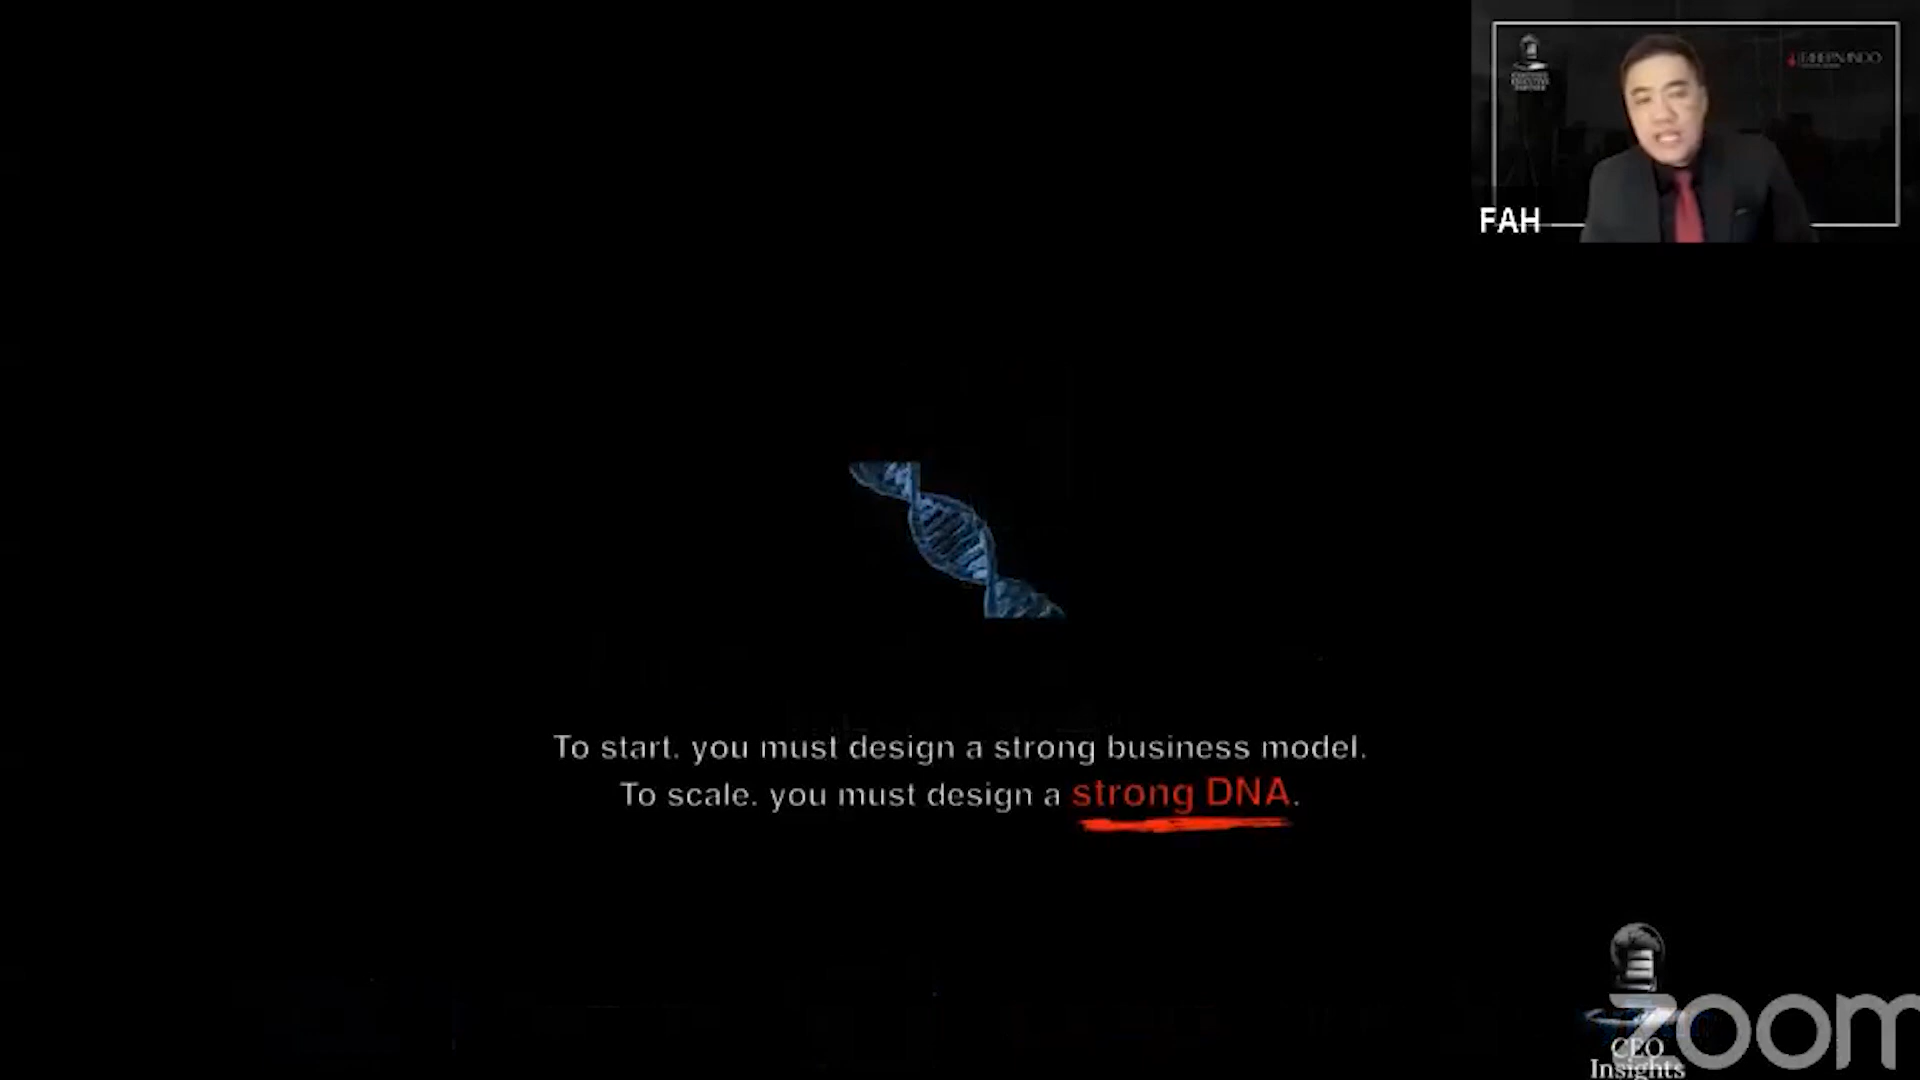 FAH
To start. you must design a strong business model.
To scale. you must design a strong DNA.
zoom
CEO
Insights